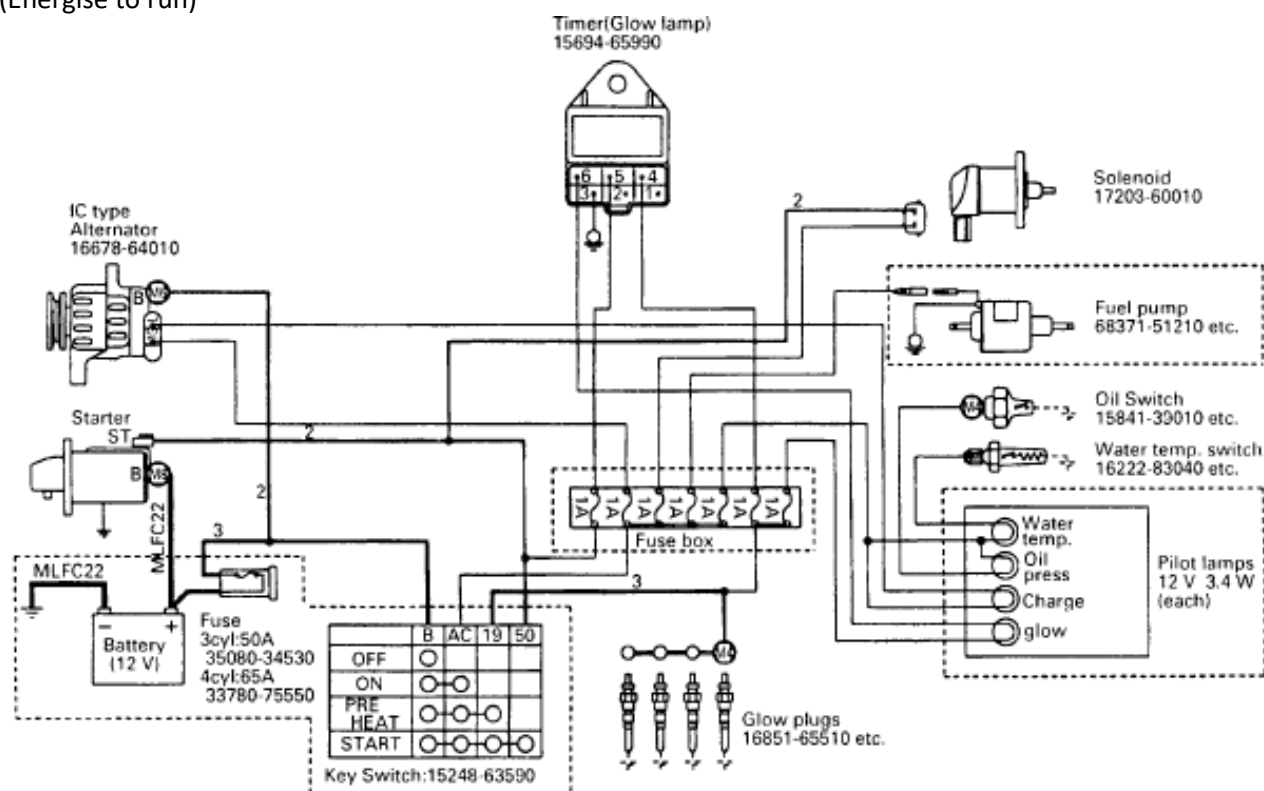 (Energise to run)
Timer(Glow lamp)
15694-65990
6 5 4
3 2 1
Solenoid
17203-60010
2
IC type
Alternator
16678-64010
B
Fuel pump
68371-51210 etc.
Oil Switch
15841-39010 etc.
Water temp. switch
16222-83040 etc.
Starter
ST
B
2
2
MLFC22
3
1A 1A 1A 1A 1A 1A 1A
Fuse box
Water
temp.
Oil
press
Charge
glow
Pilot lamps
12 V 3.4 W
(each)
MLFC22
Battery
(12 V)
− +
Fuse
3cyl:50A
35080-34530
4cyl:65A
33780-75550
3
B AC 19 50
OFF
ON
PRE
HEAT
START
Key Switch:15248-63590
Glow plugs
16851-65510 etc.